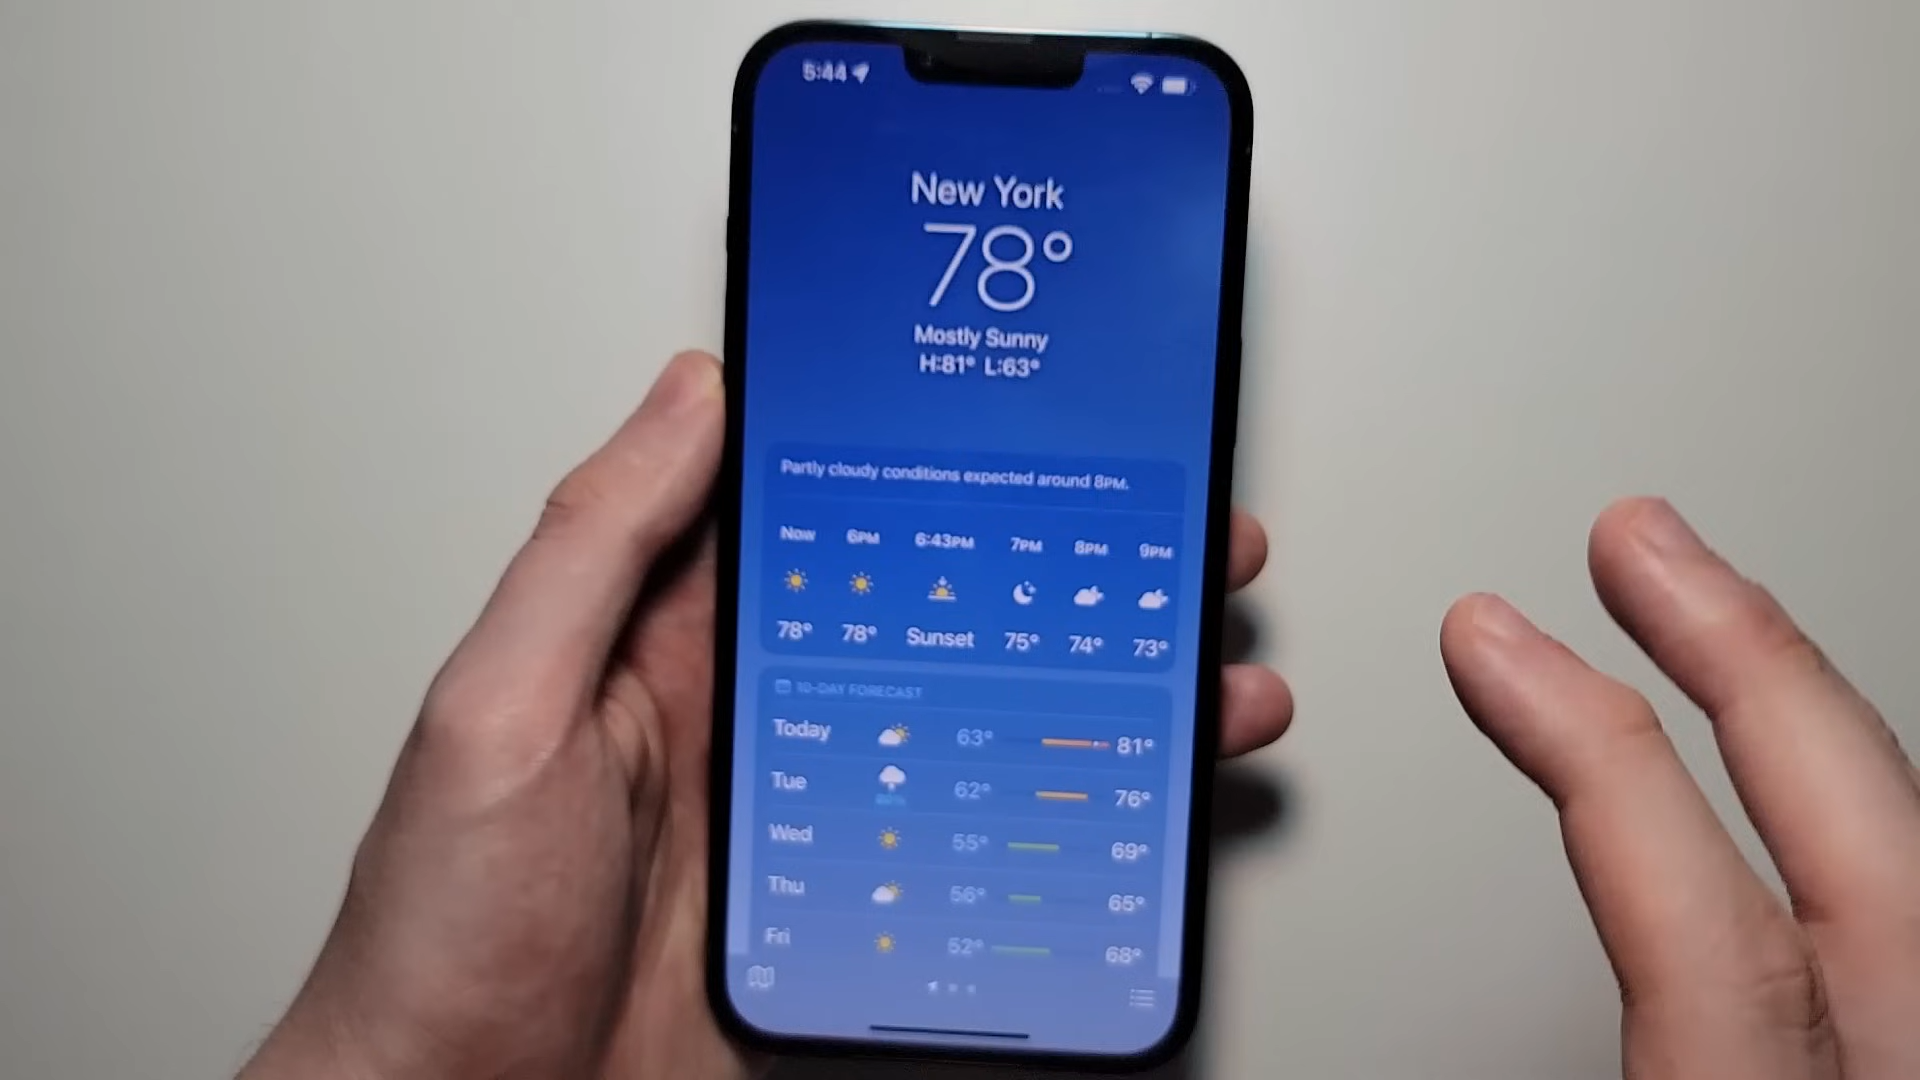 5:44
New York
78°
Mostly Sunny
H:81° L:63°
Partly cloudy conditions expected around 8PM.
Now 6PM 6:43PM 7PM 8PM 9PM
78° 78° Sunset 75° 74° 73°
10-DAY FORECAST
Today 63° 81°
Tue 62° 76°
Wed 55° 69°
Thu 56° 65°
Fri 52° 68°